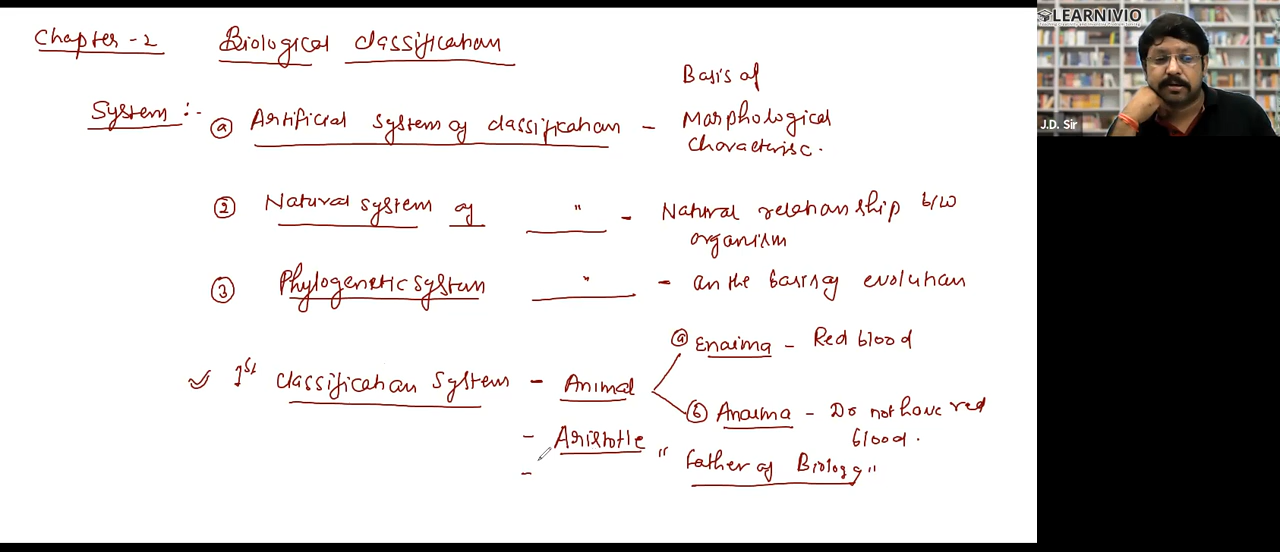 Chapter-2 Biological classification
System :-
(a) Artificial system of classification - Basis of
Morphological
characterisc.
(2) Natural system of " - Natural relationship b/w
organism
(3) Phylogenetic system " - on the basis of evolution
1st classification system - Animal
(a) Enaima - Red blood
(b) Anaima - Do not have red
blood.
- Aristotle " Father of Biology"
-
LEARNIVIO
J.D. Sir